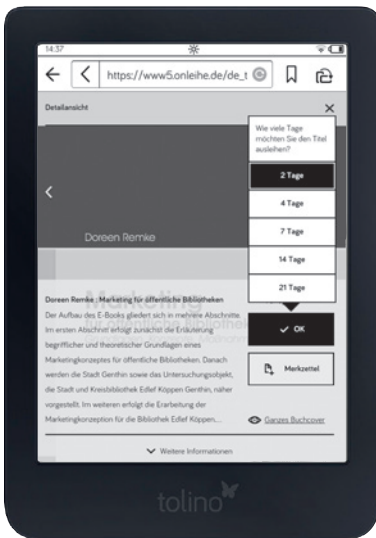 14:37
https://www5.onleihe.de/de_t
Detailansicht
Wie viele Tage
möchten Sie den Titel
ausleihen?
2 Tage
4 Tage
7 Tage
14 Tage
21 Tage
Doreen Remke
Doreen Remke : Marketing für öffentliche Bibliotheken
Der Aufbau des E-Books gliedert sich in mehrere Abschnitte.
Im ersten Abschnitt erfolgt zunächst die Erläuterung
begrifflicher und theoretischer Grundlagen eines
Marketingkonzeptes für öffentliche Bibliotheken. Danach
werden die Stadt Genthin sowie das Untersuchungsobjekt,
die Stadt und Kreisbibliothek Edlef Köppen Genthin, näher
vorgestellt. Im weiteren erfolgt die Erarbeitung der
Marketingkonzeption für die Bibliothek Edlef Köppen....
OK
Merkzettel
Ganzes Buchcover
Weitere Informationen
tolino